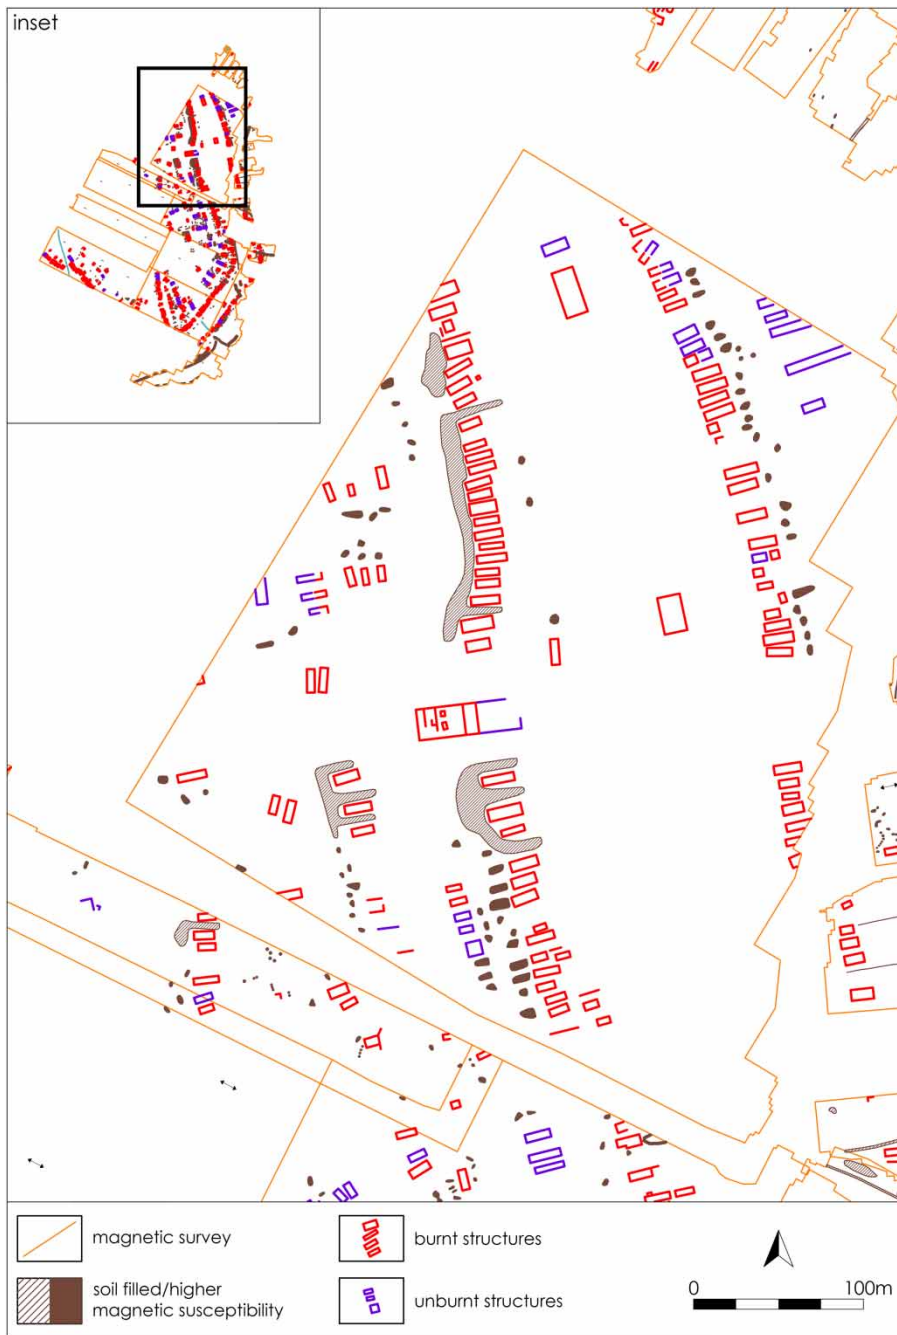 inset
magnetic survey
burnt structures
soil filled/higher
magnetic susceptibility
unburnt structures
0 100m